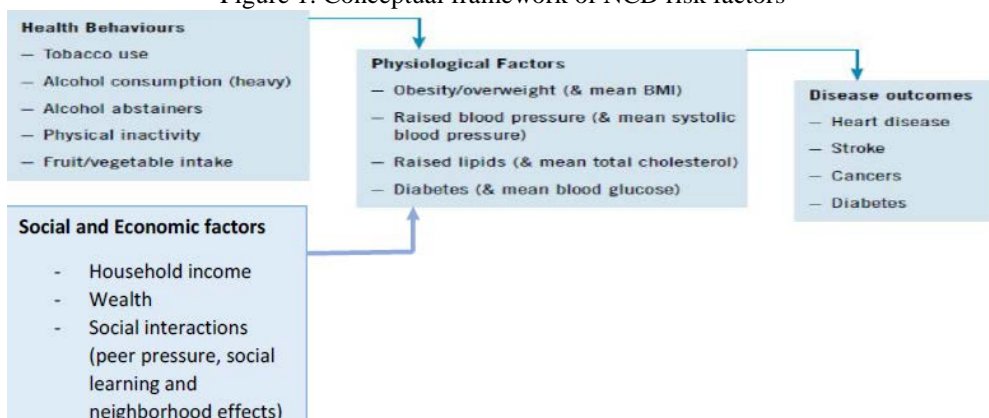 Figure 1: Conceptual framework of NCD risk factors
Health Behaviours
– Tobacco use
– Alcohol consumption (heavy)
– Alcohol abstainers
– Physical inactivity
– Fruit/vegetable intake
Physiological Factors
– Obesity/overweight (& mean BMI)
– Raised blood pressure (& mean systolic
blood pressure)
– Raised lipids (& mean total cholesterol)
– Diabetes (& mean blood glucose)
Disease outcomes
– Heart disease
– Stroke
– Cancers
– Diabetes
Social and Economic factors
- Household income
- Wealth
- Social interactions
(peer pressure, social
learning and
neighborhood effects)